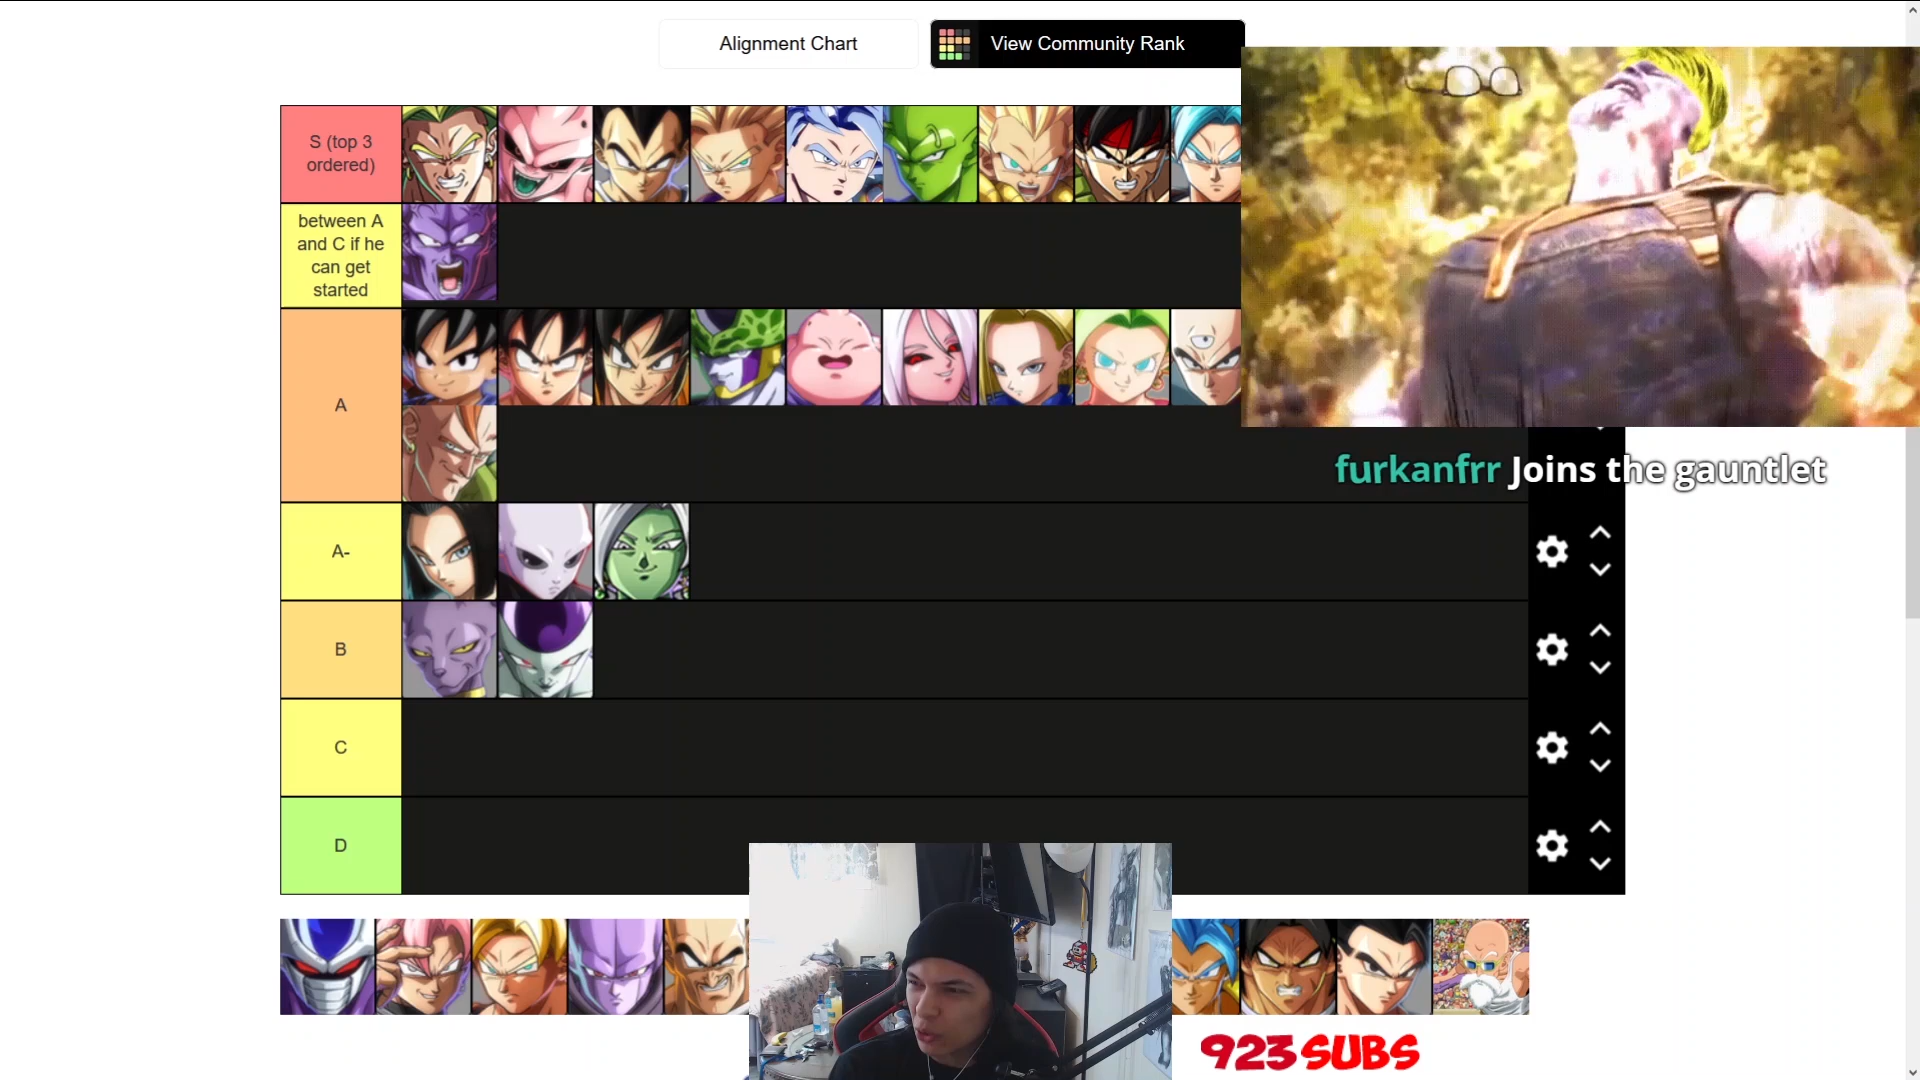 Alignment Chart
View Community Rank
S (top 3
ordered)
between A
and C if he
can get
started
A
furkanfrr Joins the gauntlet
A-
B
C
D
923 SUBS